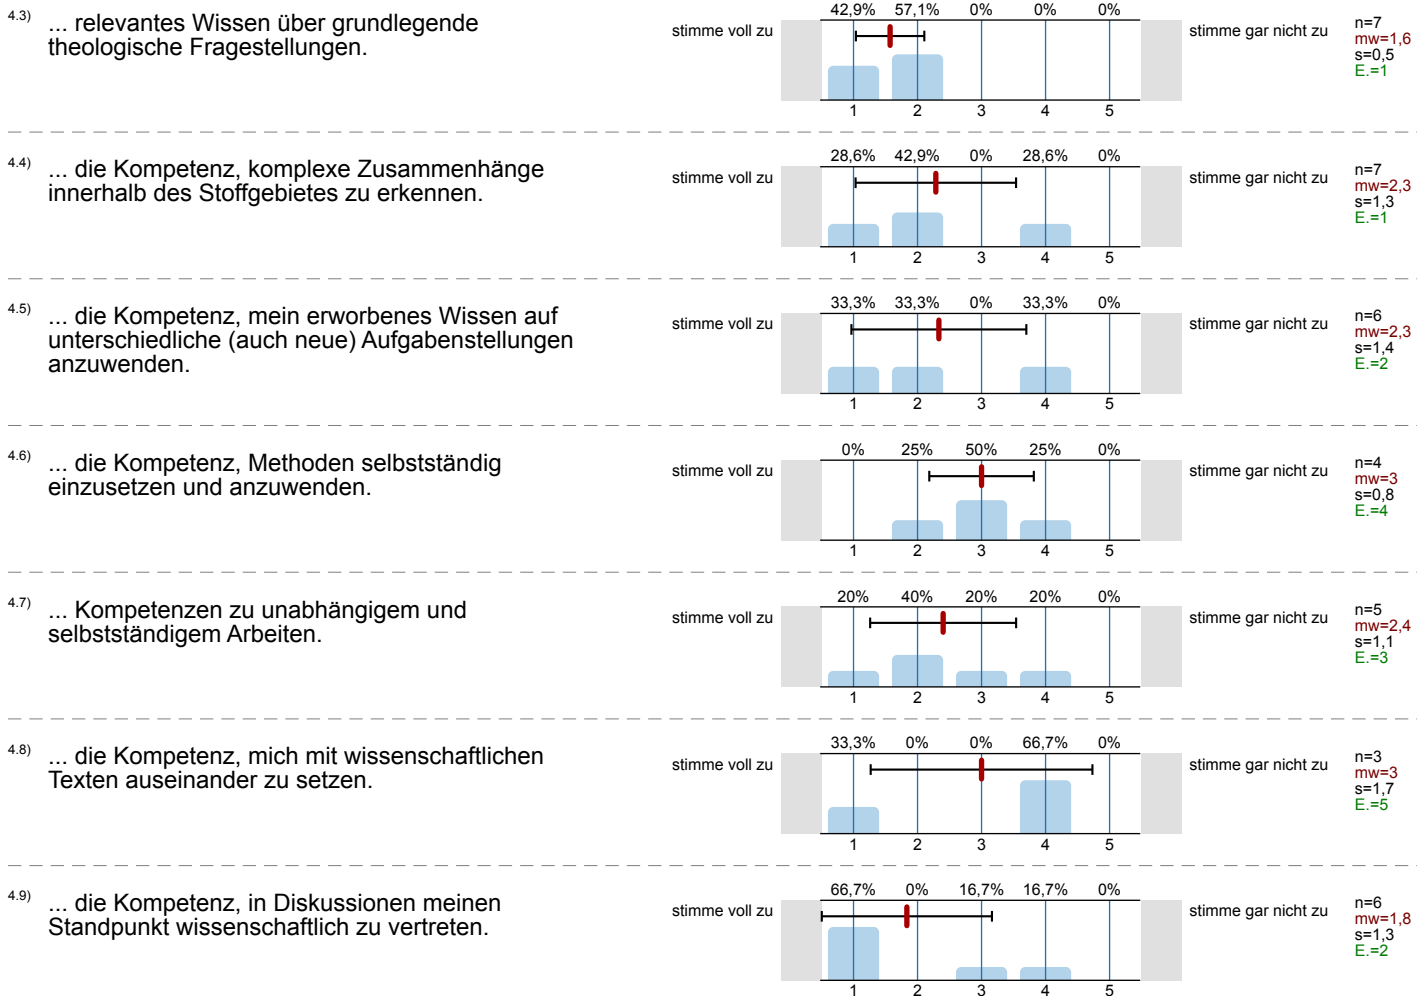 4.3) ... relevantes Wissen über grundlegende
theologische Fragestellungen.
stimme voll zu
42,9% 57,1% 0% 0% 0%
1 2 3 4 5
stimme gar nicht zu
n=7
mw=1,6
s=0,5
E.=1
4.4) ... die Kompetenz, komplexe Zusammenhänge
innerhalb des Stoffgebietes zu erkennen.
stimme voll zu
28,6% 42,9% 0% 28,6% 0%
1 2 3 4 5
stimme gar nicht zu
n=7
mw=2,3
s=1,3
E.=1
4.5) ... die Kompetenz, mein erworbenes Wissen auf
unterschiedliche (auch neue) Aufgabenstellungen
anzuwenden.
stimme voll zu
33,3% 33,3% 0% 33,3% 0%
1 2 3 4 5
stimme gar nicht zu
n=6
mw=2,3
s=1,4
E.=2
4.6) ... die Kompetenz, Methoden selbstständig
einzusetzen und anzuwenden.
stimme voll zu
0% 25% 50% 25% 0%
1 2 3 4 5
stimme gar nicht zu
n=4
mw=3
s=0,8
E.=4
4.7) ... Kompetenzen zu unabhängigem und
selbstständigem Arbeiten.
stimme voll zu
20% 40% 20% 20% 0%
1 2 3 4 5
stimme gar nicht zu
n=5
mw=2,4
s=1,1
E.=3
4.8) ... die Kompetenz, mich mit wissenschaftlichen
Texten auseinander zu setzen.
stimme voll zu
33,3% 0% 0% 66,7% 0%
1 2 3 4 5
stimme gar nicht zu
n=3
mw=3
s=1,7
E.=5
4.9) ... die Kompetenz, in Diskussionen meinen
Standpunkt wissenschaftlich zu vertreten.
stimme voll zu
66,7% 0% 16,7% 16,7% 0%
1 2 3 4 5
stimme gar nicht zu
n=6
mw=1,8
s=1,3
E.=2